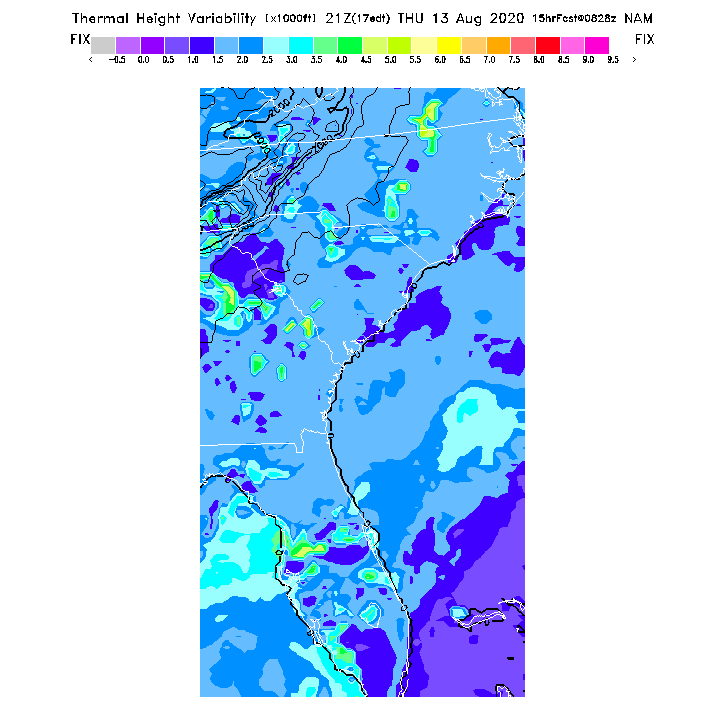 Thermal Height Variability [x1000ft] 21Z(17edt) THU 13 Aug 2020 15hrFcst@0828z NAM
FIX FIX
< -0.5 0.0 0.5 1.0 1.5 2.0 2.5 3.0 3.5 4.0 4.5 5.0 5.5 6.0 6.5 7.0 7.5 8.0 8.5 9.0 9.5 >
2000
2000
2000